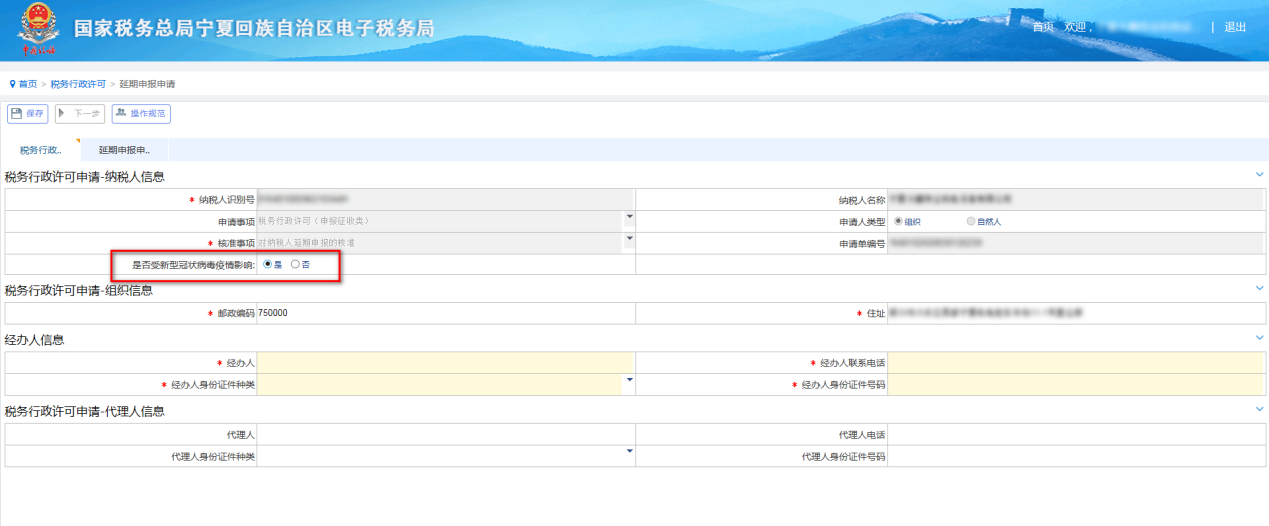 国家税务总局宁夏回族自治区电子税务局
首页 欢迎， | 退出
首页 > 税务行政许可 > 延期申报申请
保存 下一步 操作规范
税务行政.. 延期申报申..
税务行政许可申请-纳税人信息
* 纳税人识别号 纳税人名称
申请事项 税务行政许可（申报征收类） 申请人类型 组织 自然人
* 核准事项 对纳税人延期申报的核准 申请单编号
是否受新型冠状病毒疫情影响: 是 否
税务行政许可申请-组织信息
* 邮政编码 750000 * 住址
经办人信息
* 经办人 * 经办人联系电话
* 经办人身份证件种类 * 经办人身份证件号码
税务行政许可申请-代理人信息
代理人 代理人电话
代理人身份证件种类 代理人身份证件号码